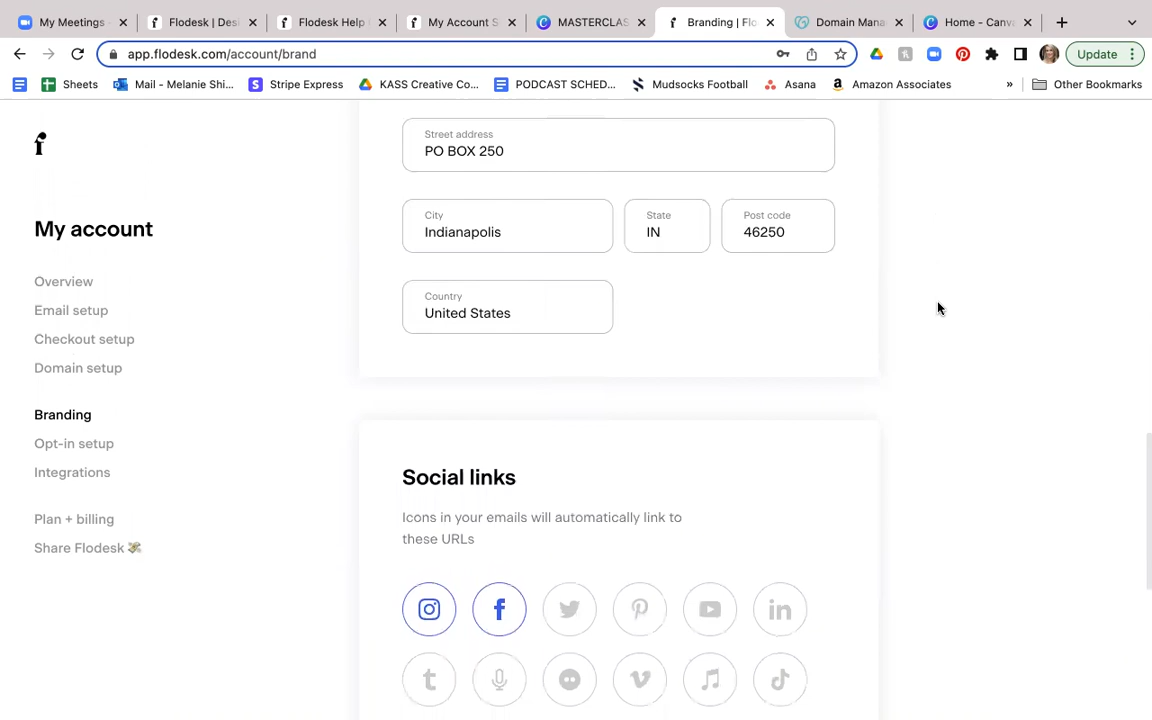 My Meetings
Flodesk | Des
Flodesk Help
My Account S
MASTERCLAS
Branding | Flo
Domain Mana
Home – Canva
app.flodesk.com/account/brand
Update
Sheets
Mail - Melanie Shi...
Stripe Express
KASS Creative Co...
PODCAST SCHED...
Mudsocks Football
Asana
Amazon Associates
»
Other Bookmarks
My account
Overview
Email setup
Checkout setup
Domain setup
Branding
Opt-in setup
Integrations
Plan + billing
Share Flodesk 💸
Street address
PO BOX 250
City
Indianapolis
State
IN
Post code
46250
Country
United States
Social links
Icons in your emails will automatically link to
these URLs